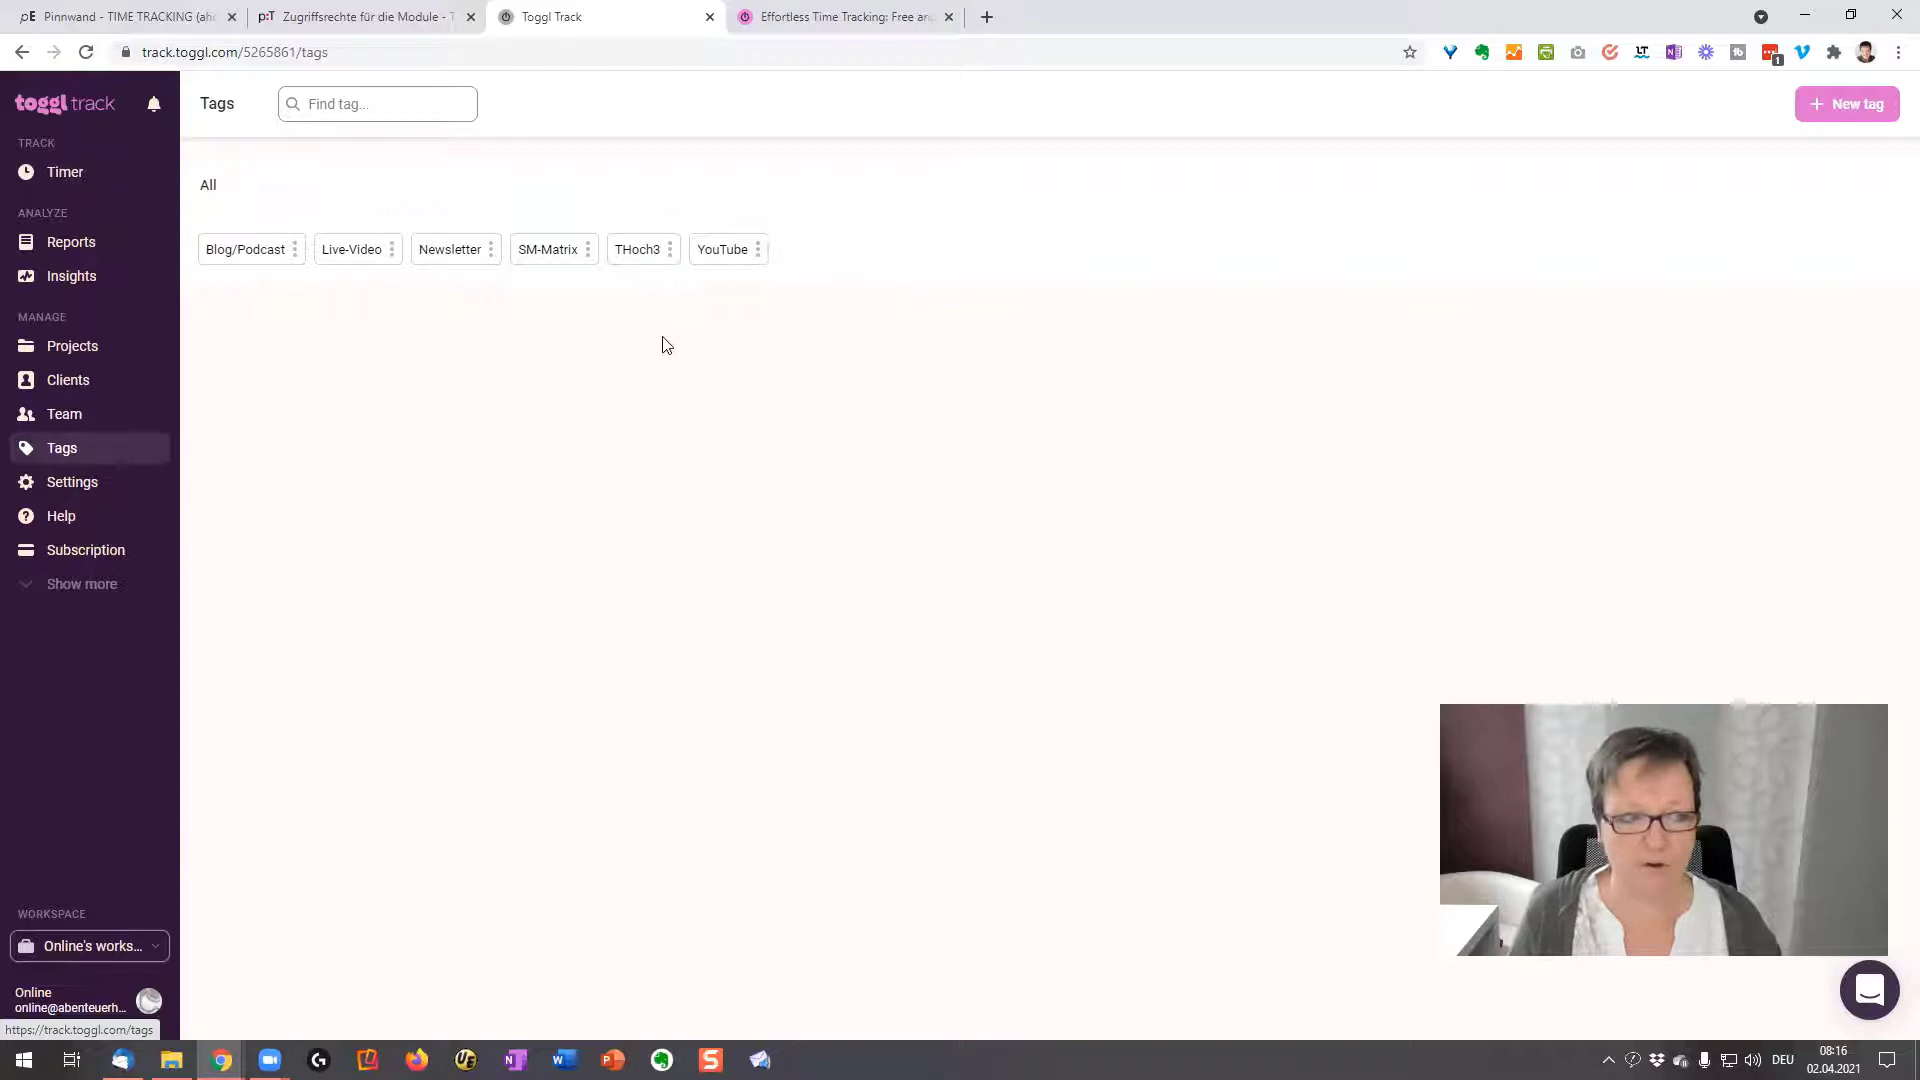 pE Pinnwand - TIME TRACKING (ah
p:T Zugriffsrechte für die Module - T
Toggl Track
Effortless Time Tracking: Free an
track.toggl.com/5265861/tags
1
toggl track
Tags
Find tag...
New tag
TRACK
Timer
All
ANALYZE
Reports
Insights
Blog/Podcast
Live-Video
Newsletter
SM-Matrix
THoch3
YouTube
MANAGE
Projects
Clients
Team
Tags
Settings
Help
Subscription
Show more
WORKSPACE
Online's works...
Online
online@abenteuerh...
https://track.toggl.com/tags
DEU
08:16
02.04.2021